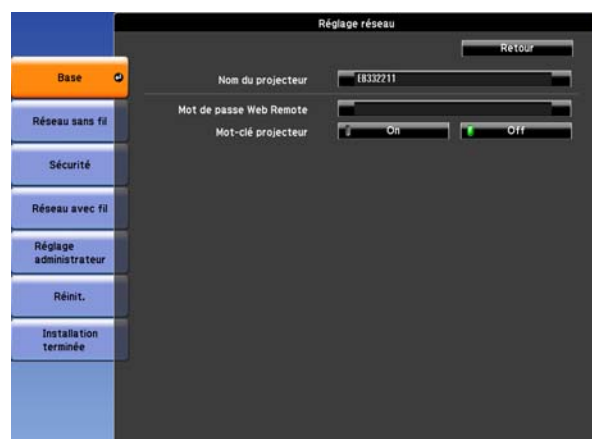 Réglage réseau
Retour
Base
Nom du projecteur
EB332211
Réseau sans fil
Mot de passe Web Remote
Mot-clé projecteur
On
Off
Sécurité
Réseau avec fil
Réglage
administrateur
Réinit.
Installation
terminée